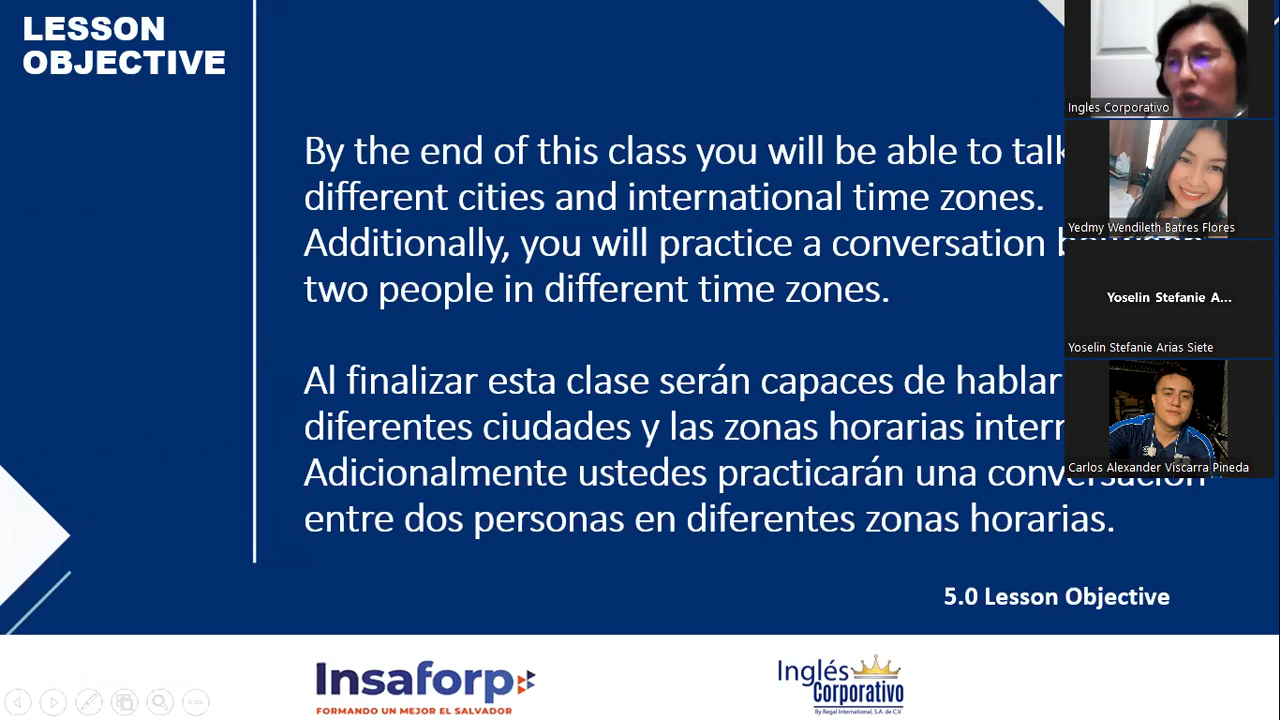 LESSON
OBJECTIVE
By the end of this class you will be able to talk
different cities and international time zones.
Additionally, you will practice a conversation
two people in different time zones.
Al finalizar esta clase serán capaces de hablar
diferentes ciudades y las zonas horarias
Adicionalmente ustedes practicarán una conversación
entre dos personas en diferentes zonas horarias.
5.0 Lesson Objective
Insaforp
FORMANDO UN MEJOR EL SALVADOR
Inglés
Corporativo
By Regal International, S.A. de C.V.
Ingles Corporativo
Yedmy Wendileth Batres Flores
Yoselin Stefanie A...
Yoselin Stefanie Arias Siete
Carlos Alexander Viscarra Pineda